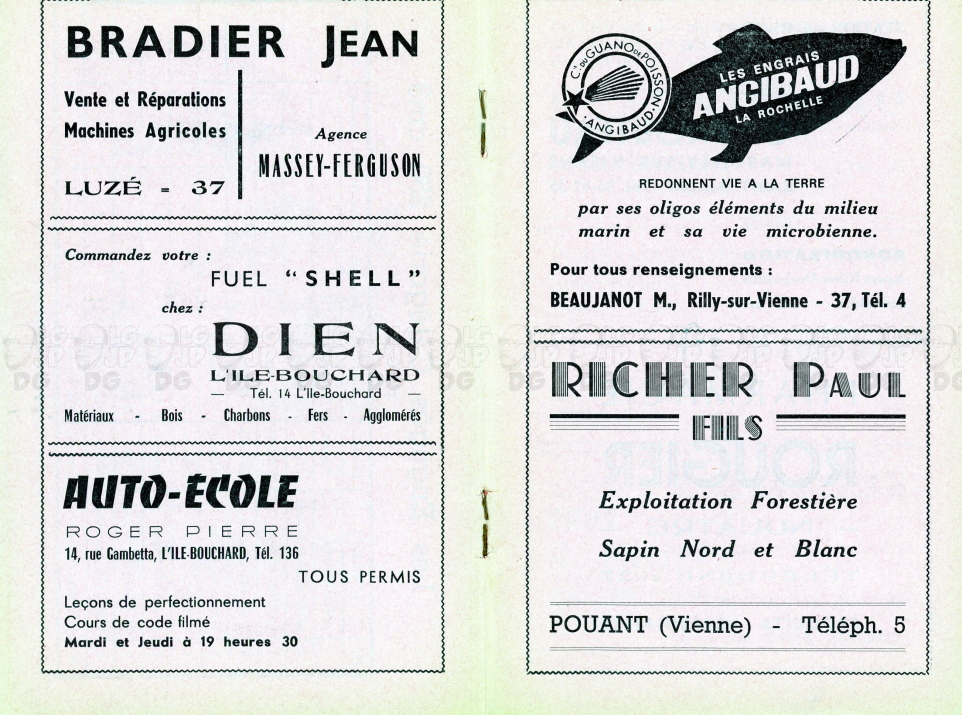 BRADIER JEAN
Vente et Réparations
Machines Agricoles
LUZÉ - 37
Agence
MASSEY-FERGUSON
Commandez votre :
FUEL "SHELL"
chez :
DIEN
L'ILE-BOUCHARD
— Tél. 14 L'Ile-Bouchard —
Matériaux - Bois - Charbons - Fers - Agglomérés
AUTO-ÉCOLE
ROGER PIERRE
14, rue Gambetta, L'ILE-BOUCHARD, Tél. 136
TOUS PERMIS
Leçons de perfectionnement
Cours de code filmé
Mardi et Jeudi à 19 heures 30
Cie DU GUANO DE POISSON
ANGIBAUD
LES ENGRAIS
ANGIBAUD
LA ROCHELLE
REDONNENT VIE A LA TERRE
par ses oligos éléments du milieu
marin et sa vie microbienne.
Pour tous renseignements :
BEAUJANOT M., Rilly-sur-Vienne - 37, Tél. 4
RICHER PAUL
FILS
Exploitation Forestière
Sapin Nord et Blanc
POUANT (Vienne) - Téléph. 5